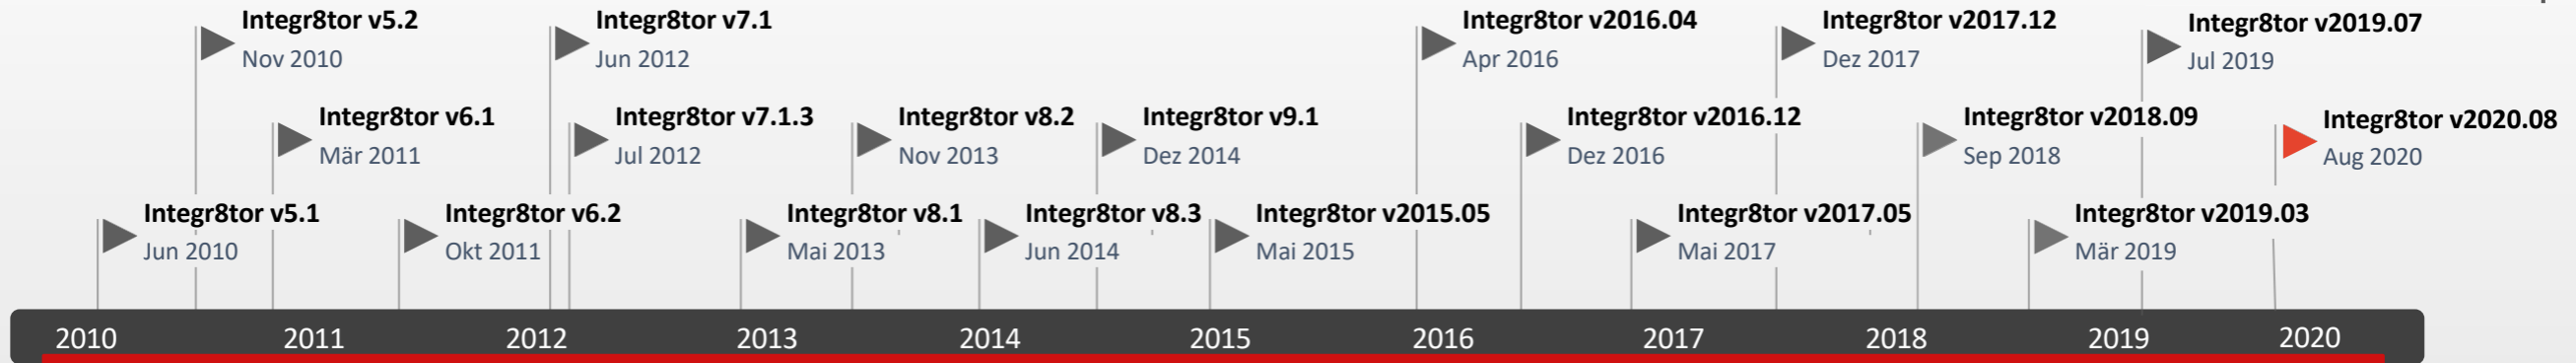 Integr8tor v5.2
Nov 2010
Integr8tor v7.1
Jun 2012
Integr8tor v2016.04
Apr 2016
Integr8tor v2017.12
Dez 2017
Integr8tor v2019.07
Jul 2019
Integr8tor v6.1
Mär 2011
Integr8tor v7.1.3
Jul 2012
Integr8tor v8.2
Nov 2013
Integr8tor v9.1
Dez 2014
Integr8tor v2016.12
Dez 2016
Integr8tor v2018.09
Sep 2018
Integr8tor v2020.08
Aug 2020
Integr8tor v5.1
Jun 2010
Integr8tor v6.2
Okt 2011
Integr8tor v8.1
Mai 2013
Integr8tor v8.3
Jun 2014
Integr8tor v2015.05
Mai 2015
Integr8tor v2017.05
Mai 2017
Integr8tor v2019.03
Mär 2019
2010 2011 2012 2013 2014 2015 2016 2017 2018 2019 2020